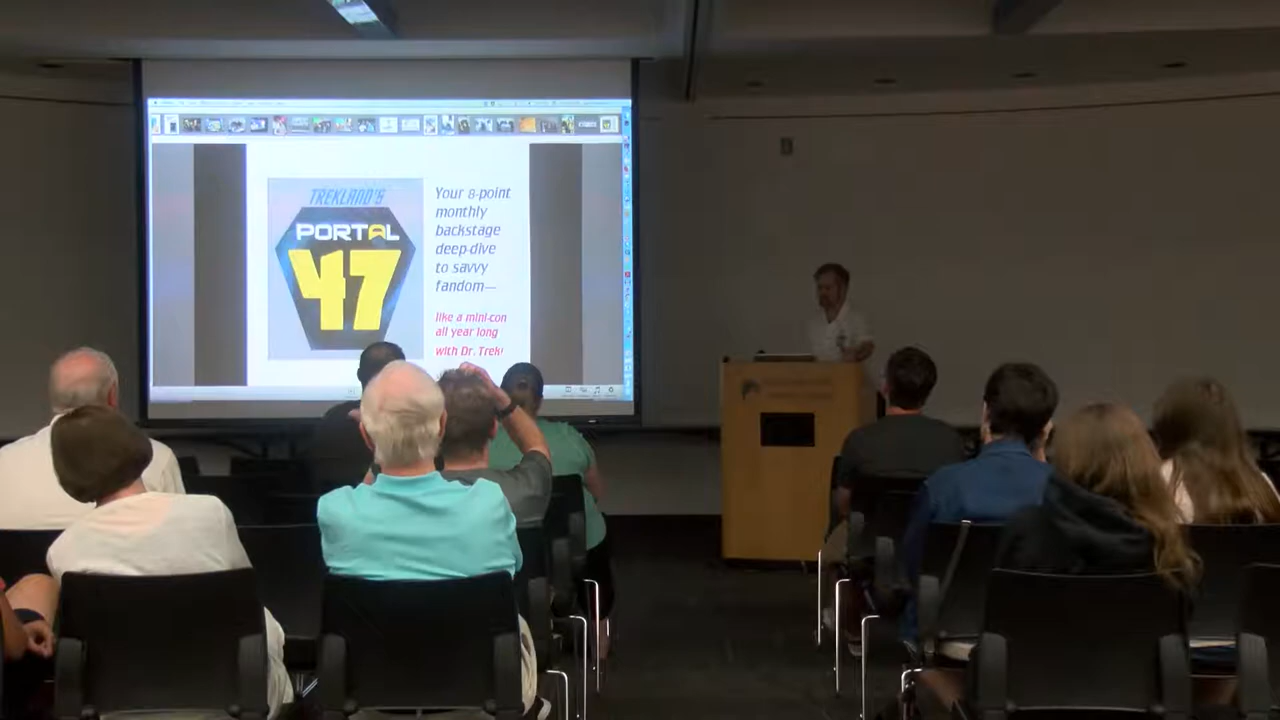 TREKLAND'S
PORTAL
47
Your 8-point
monthly
backstage
deep-dive
to savvy
fandom—
like a mini-con
all year long
with Dr. Trek!